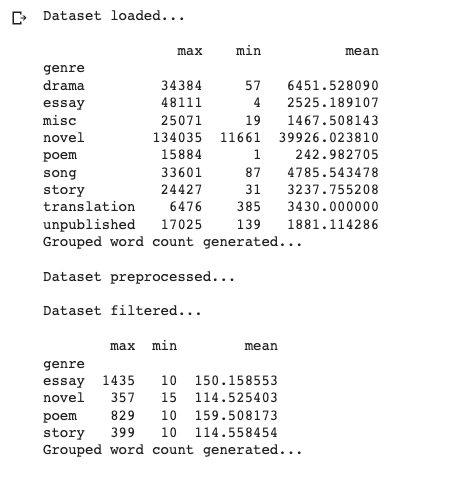 Dataset loaded...
max min mean
genre
drama 34384 57 6451.528090
essay 48111 4 2525.189107
misc 25071 19 1467.508143
novel 134035 11661 39926.023810
poem 15884 1 242.982705
song 33601 87 4785.543478
story 24427 31 3237.755208
translation 6476 385 3430.000000
unpublished 17025 139 1881.114286
Grouped word count generated...
Dataset preprocessed...
Dataset filtered...
max min mean
genre
essay 1435 10 150.158553
novel 357 15 114.525403
poem 829 10 159.508173
story 399 10 114.558454
Grouped word count generated...